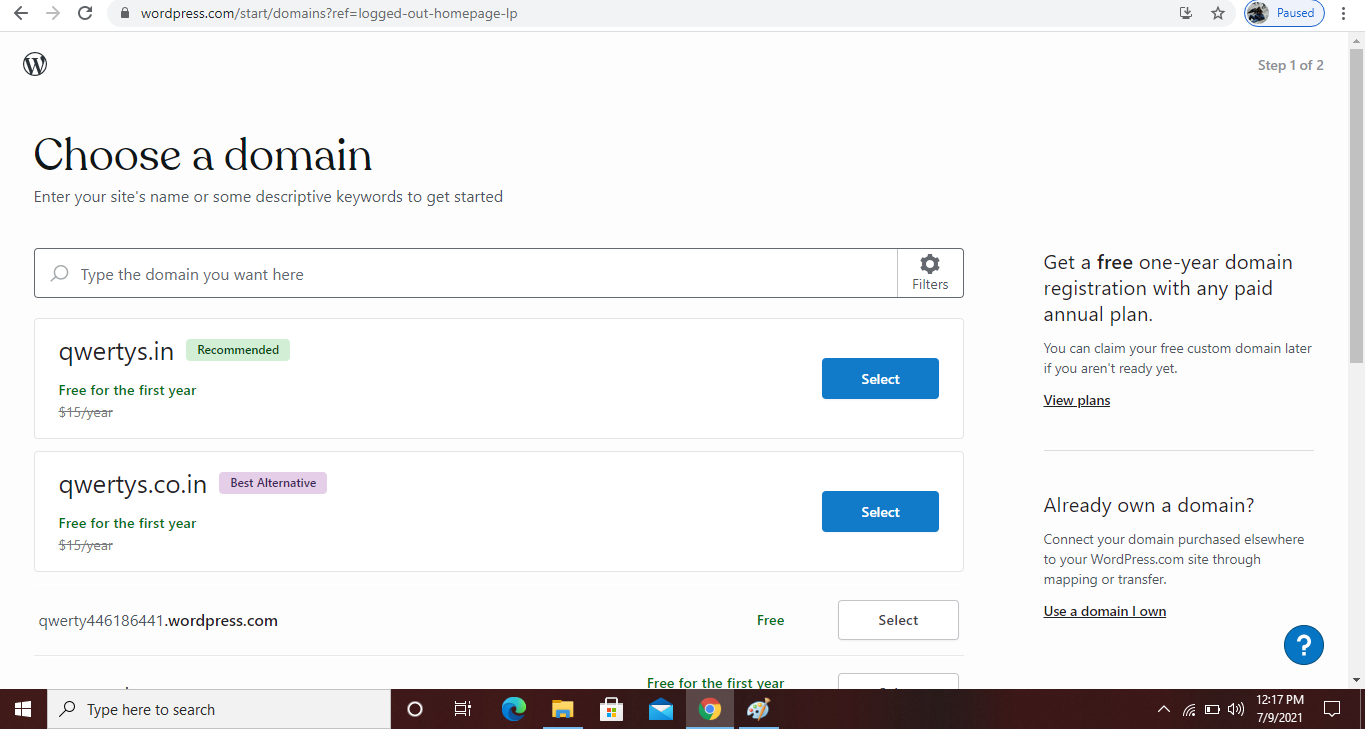 wordpress.com/start/domains?ref=logged-out-homepage-lp
Paused
Step 1 of 2
Choose a domain
Enter your site's name or some descriptive keywords to get started
Type the domain you want here
Filters
qwertys.in Recommended
Free for the first year
$15/year
Select
qwertys.co.in Best Alternative
Free for the first year
$15/year
Select
qwerty446186441.wordpress.com Free Select
Free for the first year
Get a free one-year domain
registration with any paid
annual plan.
You can claim your free custom domain later
if you aren't ready yet.
View plans
Already own a domain?
Connect your domain purchased elsewhere
to your WordPress.com site through
mapping or transfer.
Use a domain I own
?
Type here to search
12:17 PM
7/9/2021